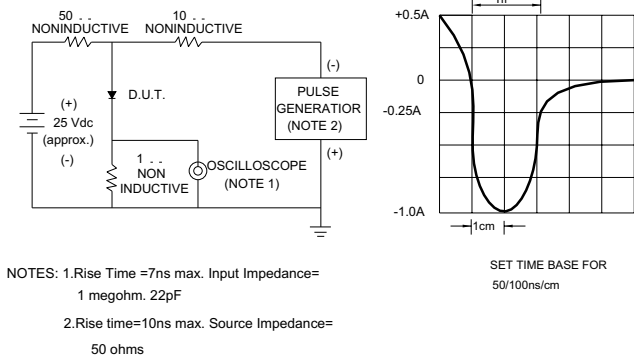 50 . .
NONINDUCTIVE
10 . .
NONINDUCTIVE
(+)
25 Vdc
(approx.)
(-)
D.U.T.
1 . .
NON
INDUCTIVE
OSCILLOSCOPE
(NOTE 1)
(-)
PULSE
GENERATIOR
(NOTE 2)
(+)
+0.5A
0
-0.25A
-1.0A
1cm
SET TIME BASE FOR
50/100ns/cm
NOTES: 1.Rise Time =7ns max. Input Impedance=
1 megohm. 22pF
2.Rise time=10ns max. Source Impedance=
50 ohms